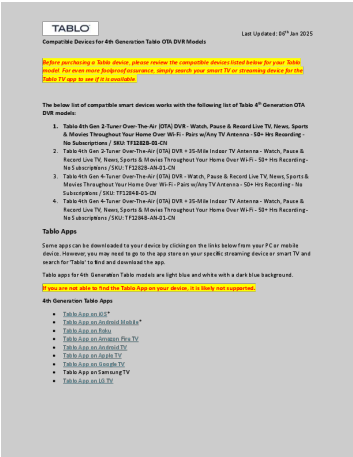 TABLO
Last Updated: 06th Jan 2025
Compatible Devices for 4th Generation Tablo OTA DVR Models
Before purchasing a Tablo device, please review the compatible devices listed below for your Tablo
model. For even more foolproof assurance, simply search your smart TV or streaming device for the
Tablo TV app to see if it is available.
The below list of compatible smart devices works with the following list of Tablo 4th Generation OTA
DVR models:
1. Tablo 4th Gen 2-Tuner Over-The-Air (OTA) DVR - Watch, Pause & Record Live TV, News, Sports
& Movies Throughout Your Home Over Wi-Fi - Pairs w/Any TV Antenna - 50+ Hrs Recording -
No Subscriptions / SKU: TF1282B-01-CN
2. Tablo 4th Gen 2-Tuner Over-The-Air (OTA) DVR + 35-Mile Indoor TV Antenna - Watch, Pause &
Record Live TV, News, Sports & Movies Throughout Your Home Over Wi-Fi - 50+ Hrs Recording -
No Subscriptions / SKU: TF1282B-AN-01-CN
3. Tablo 4th Gen 4-Tuner Over-The-Air (OTA) DVR - Watch, Pause & Record Live TV, News, Sports &
Movies Throughout Your Home Over Wi-Fi - Pairs w/Any TV Antenna - 50+ Hrs Recording - No
Subscriptions / SKU: TF1284B-01-CN
4. Tablo 4th Gen 4-Tuner Over-The-Air (OTA) DVR + 35-Mile Indoor TV Antenna - Watch, Pause &
Record Live TV, News, Sports & Movies Throughout Your Home Over Wi-Fi - 50+ Hrs Recording -
No Subscriptions / SKU: TF1284B-AN-01-CN
Tablo Apps
Some apps can be downloaded to your device by clicking on the links below from your PC or mobile
device. However, you may need to go to the app store on your specific streaming device or smart TV and
search for 'Tablo' to find and download the app.
Tablo apps for 4th Generation Tablo models are light blue and white with a dark blue background.
If you are not able to find the Tablo App on your device, it is likely not supported.
4th Generation Tablo Apps
• Tablo App on iOS*
• Tablo App on Android Mobile*
• Tablo App on Roku
• Tablo App on Amazon Fire TV
• Tablo App on Android TV
• Tablo App on Apple TV
• Tablo App on Google TV
• Tablo App on Samsung TV
• Tablo App on LG TV